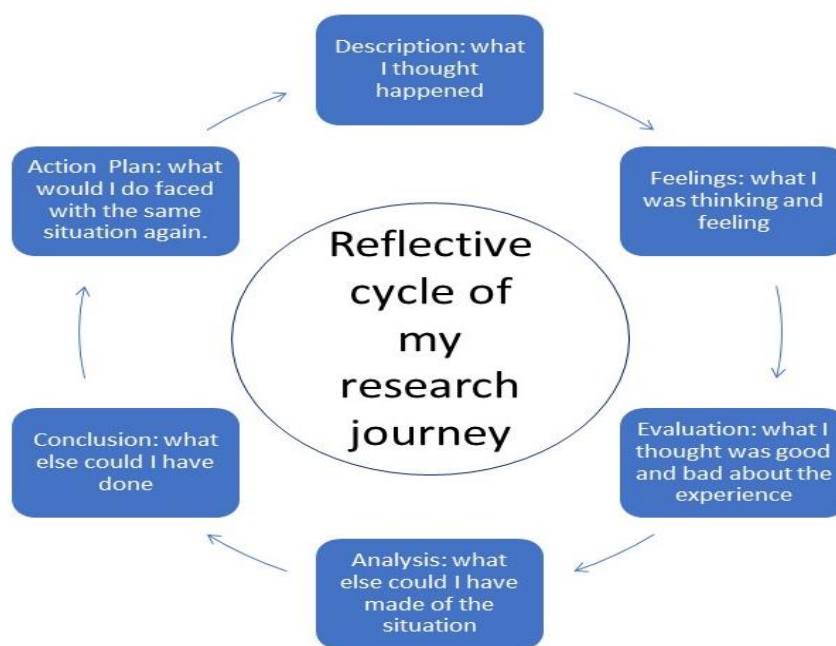 Description: what
I thought
happened
Feelings: what I
was thinking and
feeling
Evaluation: what I
thought was good
and bad about the
experience
Analysis: what
else could I have
made of the
situation
Conclusion: what
else could I have
done
Action Plan: what
would I do faced
with the same
situation again.
Reflective
cycle of
my
research
journey